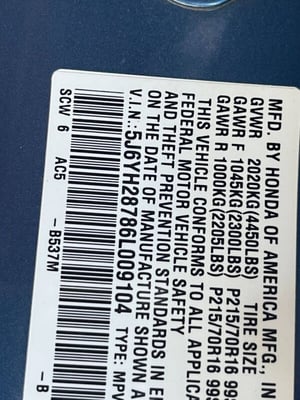 MFD. BY HONDA OF AMERICA MFG., IN
GVWR 2020KG(4450LBS) TIRE SIZE
GAWR F 1045KG(2300LBS) P215/70R16 99S
GAWR R 1000KG(2205LBS) P215/70R16 99S
THIS VEHICLE CONFORMS TO ALL APPLICA
FEDERAL MOTOR VEHICLE SAFETY
AND THEFT PREVENTION STANDARDS IN E
ON THE DATE OF MANUFACTURE SHOWN A
V.I.N.:5J6YH28786L009104 TYPE: MPV
SCW 6 AC5 -B537M -B